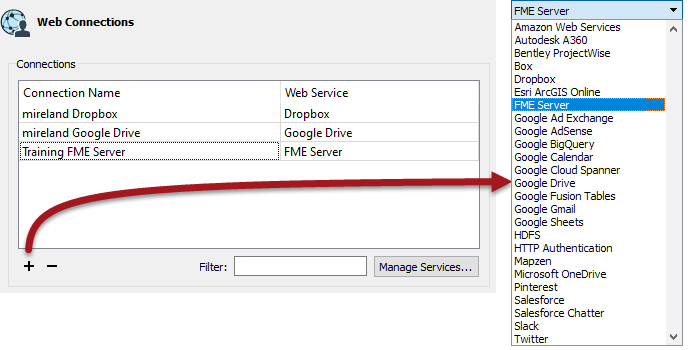 Web Connections
Connections
Connection Name Web Service
mireland Dropbox Dropbox
mireland Google Drive Google Drive
Training FME Server FME Server
Filter: Manage Services...
FME Server
Amazon Web Services
Autodesk A360
Bentley ProjectWise
Box
Dropbox
Esri ArcGIS Online
FME Server
Google Ad Exchange
Google AdSense
Google BigQuery
Google Calendar
Google Cloud Spanner
Google Drive
Google Fusion Tables
Google Gmail
Google Sheets
HDFS
HTTP Authentication
Mapzen
Microsoft OneDrive
Pinterest
Salesforce
Salesforce Chatter
Slack
Twitter